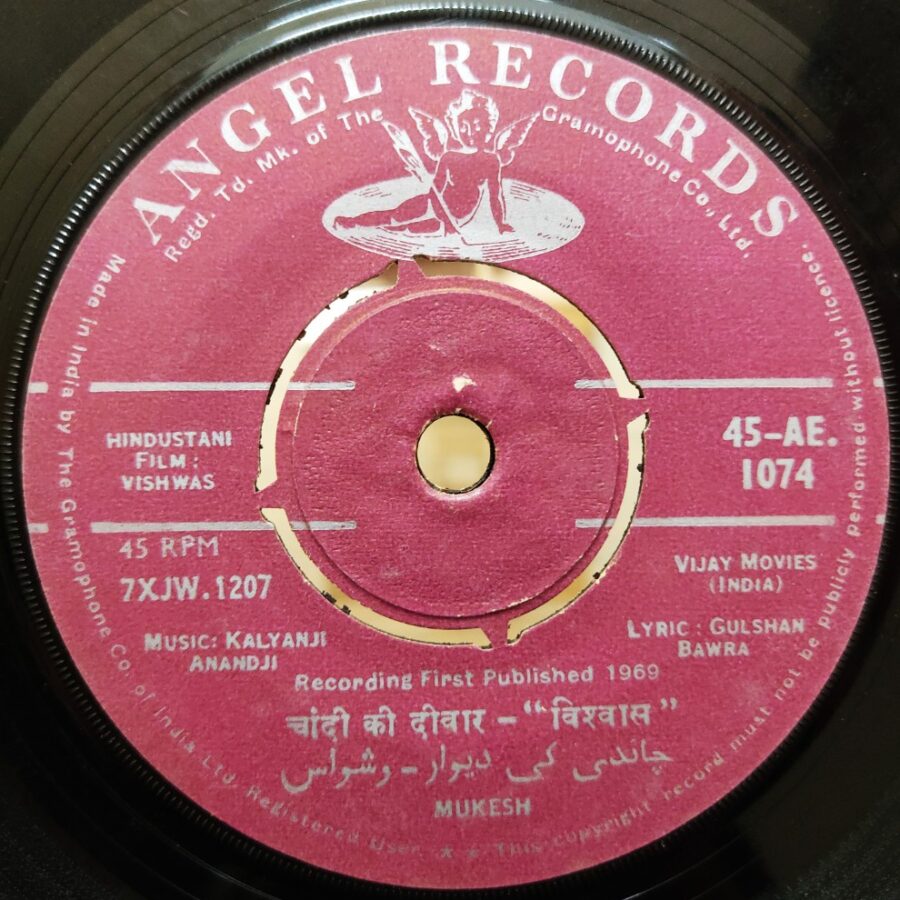 ANGEL RECORDS
Regd. Td. Mk. of The Gramophone Co., Ltd.
HINDUSTANI
FILM :
VISHWAS
45-AE.
1074
45 RPM
7XJW.1207
VIJAY MOVIES
(INDIA)
MUSIC: KALYANJI
ANANDJI
LYRIC : GULSHAN
BAWRA
Recording First Published 1969
चांदी की दीवार – “विश्वास”
چاندی کی دیوار - وشواس
MUKESH
Made in India by The Gramophone Co. of India Ltd. Registered User. ★ ★ This copyright record must not be publicly performed without licence.